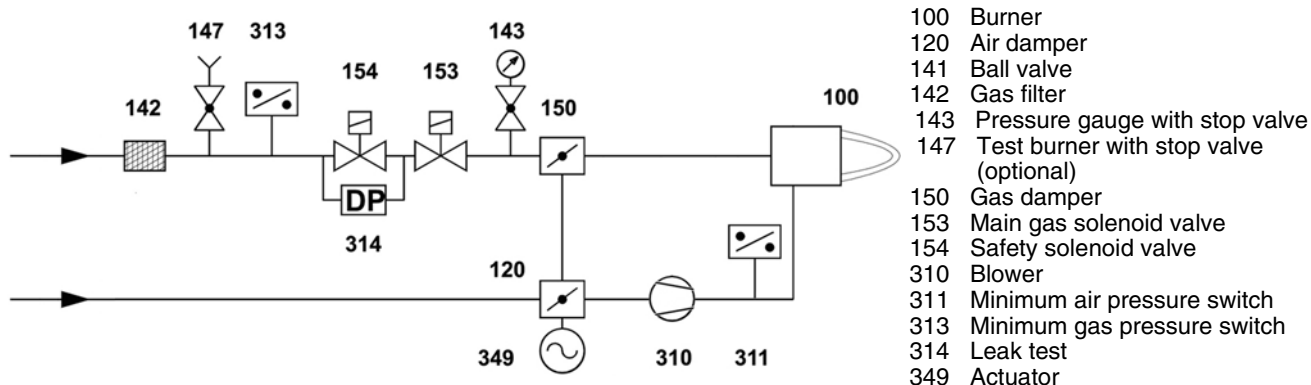 147 313 143
154 153
142 150 100
DP
314
120
349 310 311
100 Burner
120 Air damper
141 Ball valve
142 Gas filter
143 Pressure gauge with stop valve
147 Test burner with stop valve
(optional)
150 Gas damper
153 Main gas solenoid valve
154 Safety solenoid valve
310 Blower
311 Minimum air pressure switch
313 Minimum gas pressure switch
314 Leak test
349 Actuator